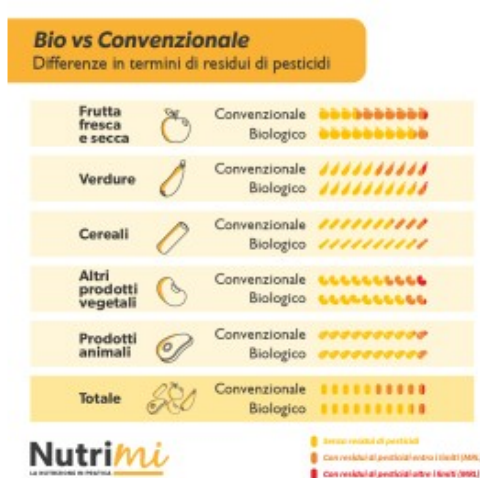 Bio vs Convenzionale
Differenze in termini di residui di pesticidi
Frutta
fresca
e secca
Convenzionale
Biologico
Verdure
Convenzionale
Biologico
Cereali
Convenzionale
Biologico
Altri
prodotti
vegetali
Convenzionale
Biologico
Prodotti
animali
Convenzionale
Biologico
Totale
Convenzionale
Biologico
Nutrimi
LA NUTRIZIONE IN PRATICA
Senza residui di pesticidi
Con residui di pesticidi entro i limiti (MRL)
Con residui di pesticidi oltre i limiti (MRL)